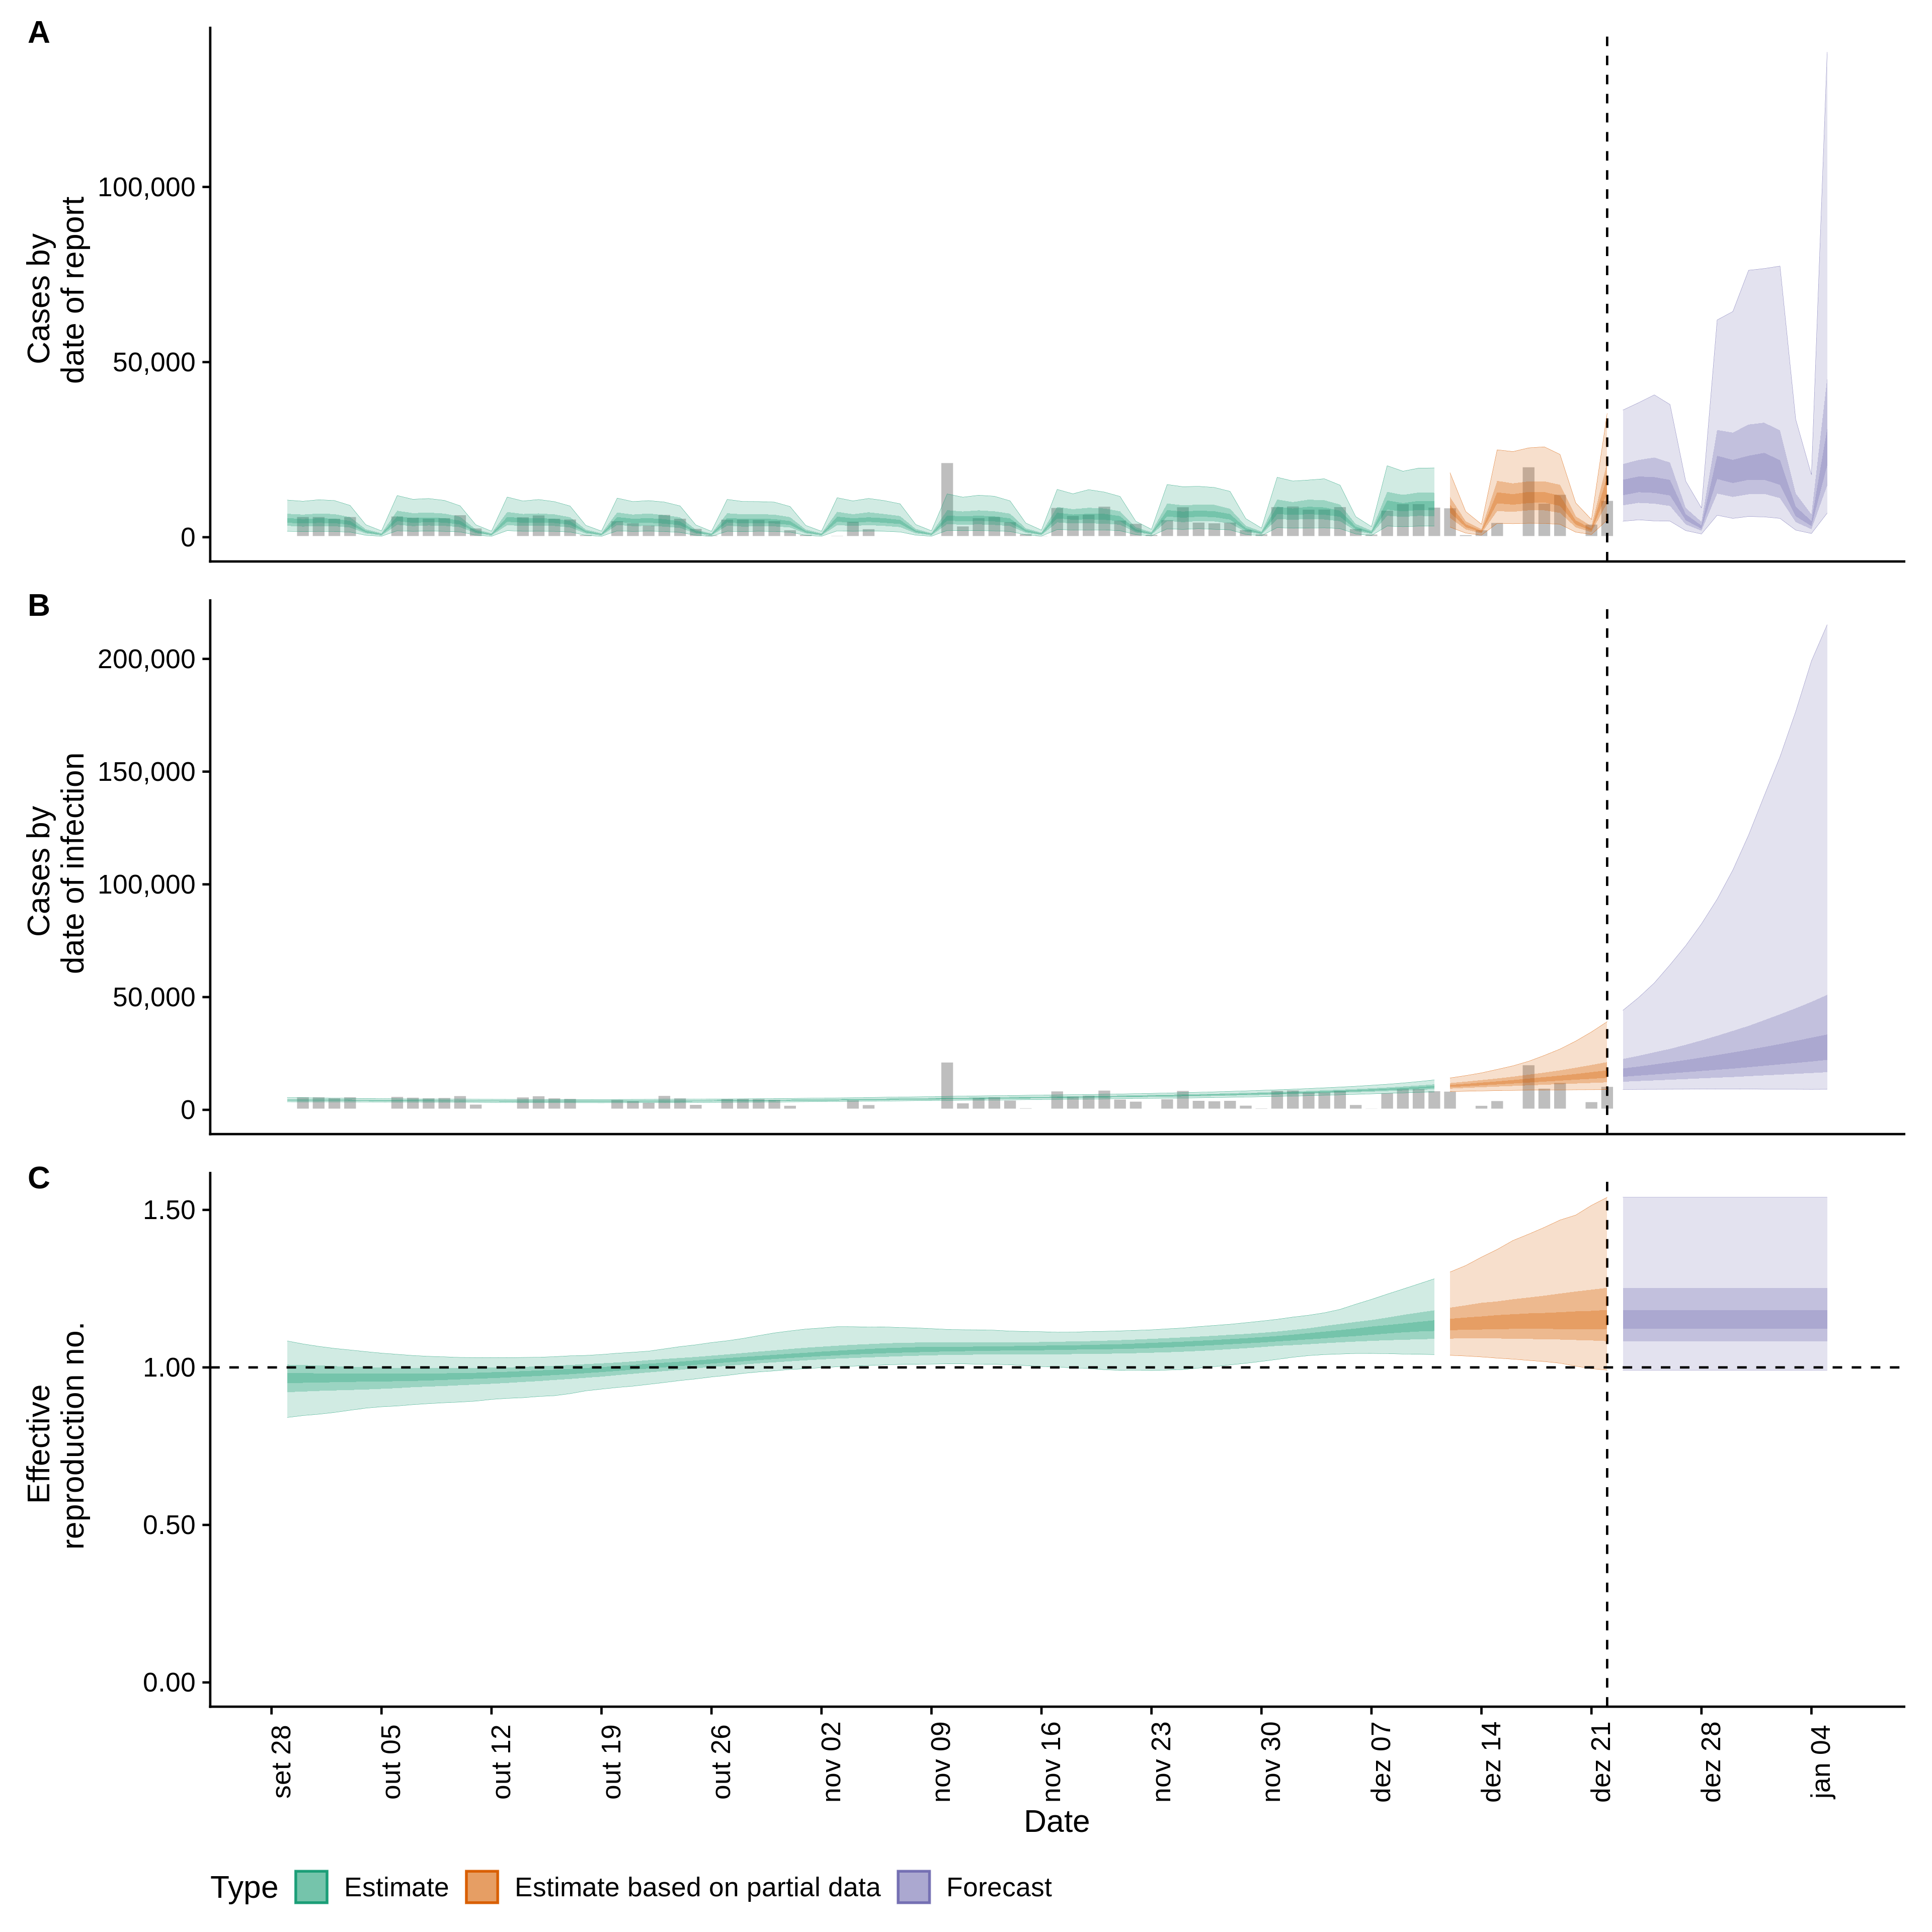 A
Cases by
date of report
100,000
50,000
0
B
Cases by
date of infection
200,000
150,000
100,000
50,000
0
C
Effective
reproduction no.
1.50
1.00
0.50
0.00
set 28
out 05
out 12
out 19
out 26
nov 02
nov 09
nov 16
nov 23
nov 30
dez 07
dez 14
dez 21
dez 28
jan 04
Date
Type
Estimate
Estimate based on partial data
Forecast